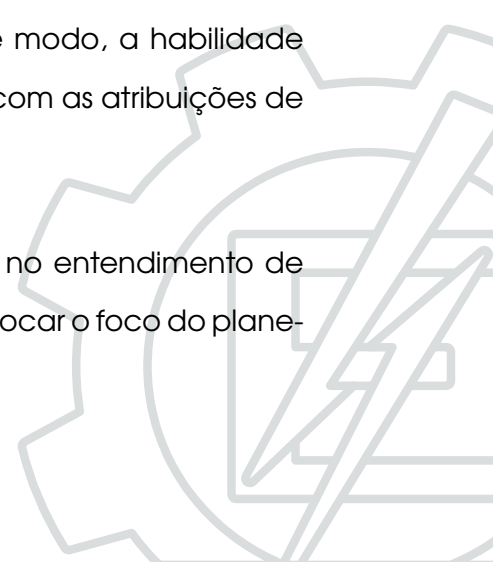 modo, a habilidade
com as atribuições de
no entendimento de
ocar o foco do plane-